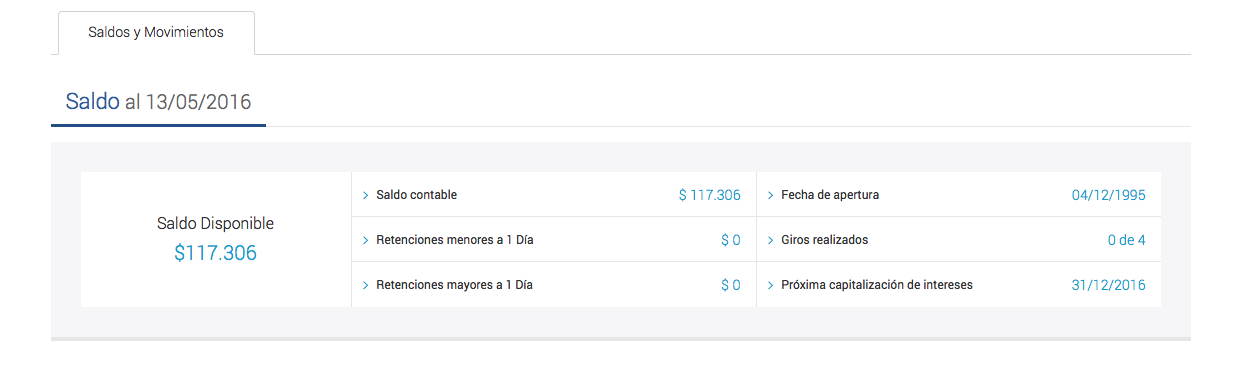 Saldos y Movimientos
Saldo al 13/05/2016
Saldo Disponible
$117.306
Saldo contable $ 117.306
Retenciones menores a 1 Día $ 0
Retenciones mayores a 1 Día $ 0
Fecha de apertura 04/12/1995
Giros realizados 0 de 4
Próxima capitalización de intereses 31/12/2016